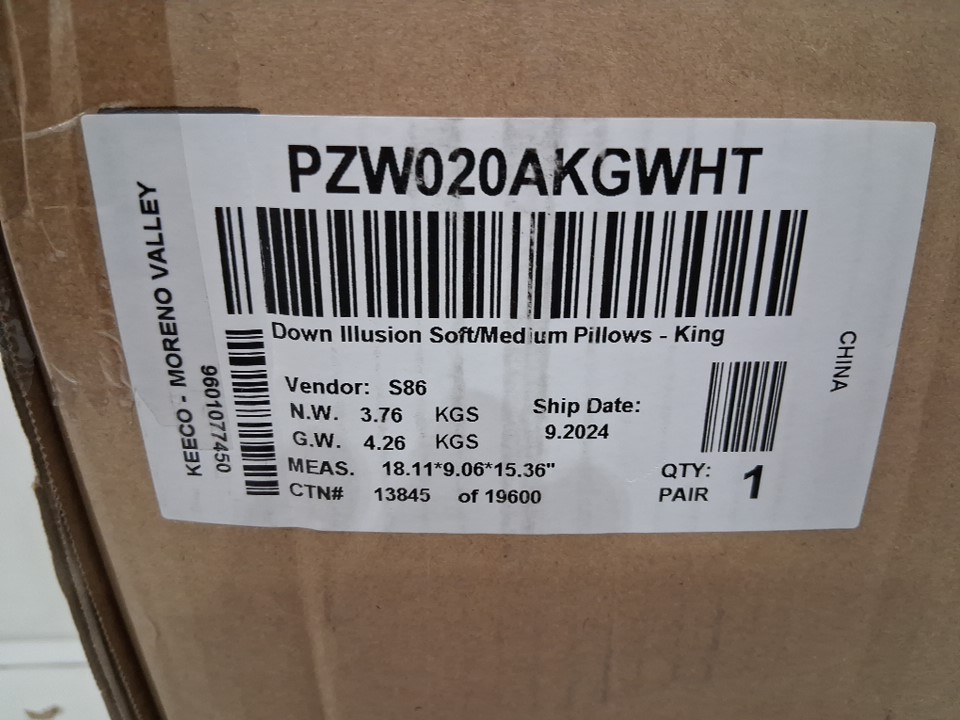 PZW020AKGWHT
KEECO - MORENO VALLEY
9601077450
Down Illusion Soft/Medium Pillows - King
Vendor: S86
N.W. 3.76 KGS
G.W. 4.26 KGS
MEAS. 18.11*9.06*15.36"
CTN# 13845 of 19600
Ship Date:
9.2024
QTY: 1
PAIR
CHINA